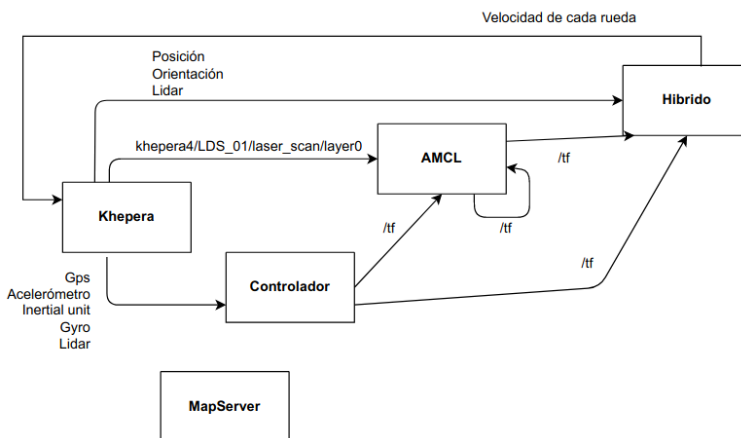 Velocidad de cada rueda
Posición
Orientación
Lidar
Hibrido
khepera4/LDS_01/laser_scan/layer0
AMCL
/tf
Khepera
/tf
/tf
Controlador
/tf
Gps
Acelerómetro
Inertial unit
Gyro
Lidar
MapServer